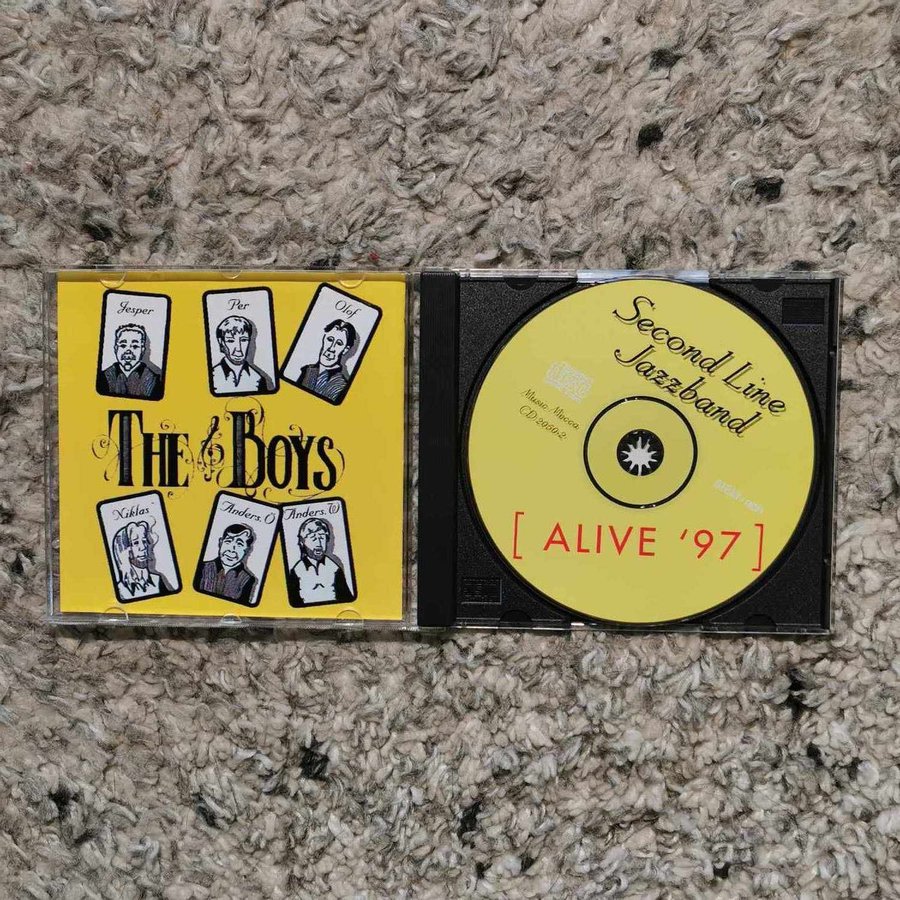 Jesper
Per
Olof
THE BOYS
Niklas
Anders. Ö
Anders. W
Second Line
Jazzband
Music Mecca
CD 2050-2
[ ALIVE '97 ]